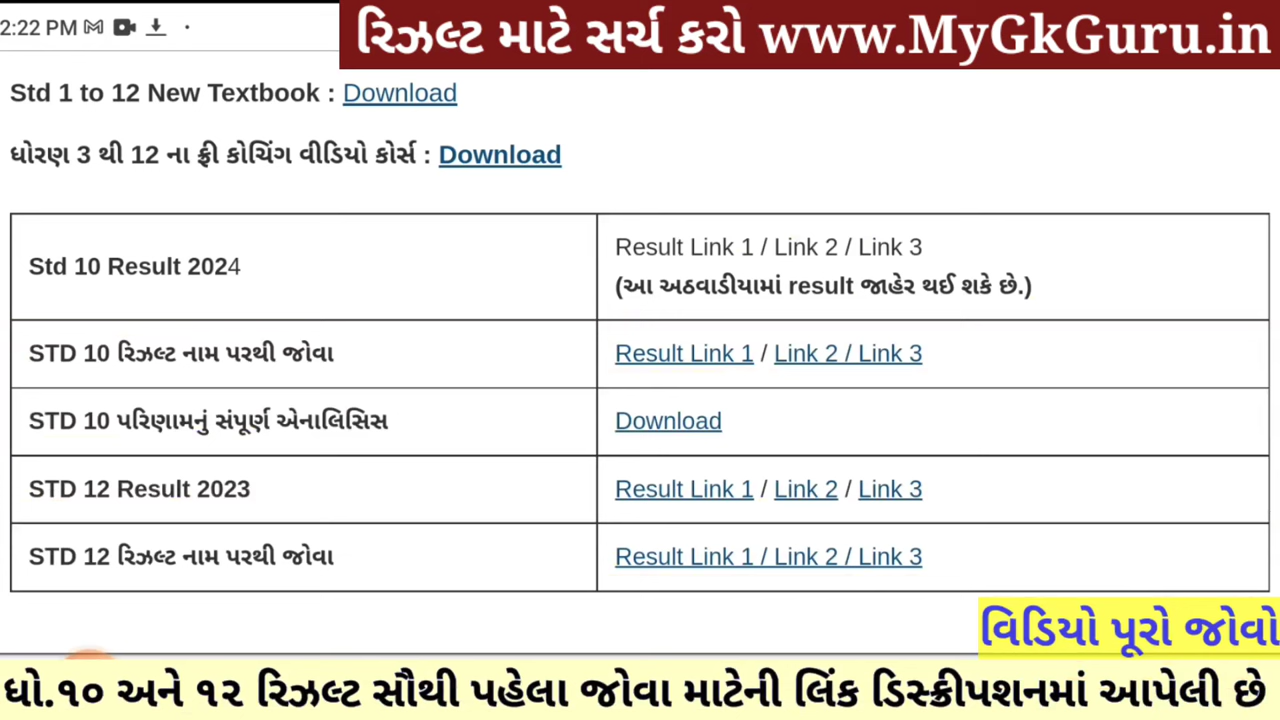 2:22 PM
રિઝલ્ટ માટે સર્ચ કરો www.MyGkGuru.in
Std 1 to 12 New Textbook : Download
ધોરણ 3 થી 12 ના ફ્રી કોચિંગ વીડિયો કોર્સ : Download
Std 10 Result 2024
Result Link 1 / Link 2 / Link 3
(આ અઠવાડીયામાં result જાહેર થઈ શકે છે.)
STD 10 રિઝલ્ટ નામ પરથી જોવા
Result Link 1 / Link 2 / Link 3
STD 10 પરિણામનું સંપૂર્ણ એનાલિસિસ
Download
STD 12 Result 2023
Result Link 1 / Link 2 / Link 3
STD 12 રિઝલ્ટ નામ પરથી જોવા
Result Link 1 / Link 2 / Link 3
વિડિયો પૂરો જોવો
ધો.૧૦ અને ૧૨ રિઝલ્ટ સૌથી પહેલા જોવા માટેની લિંક ડિસ્ક્રીપશનમાં આપેલી છે